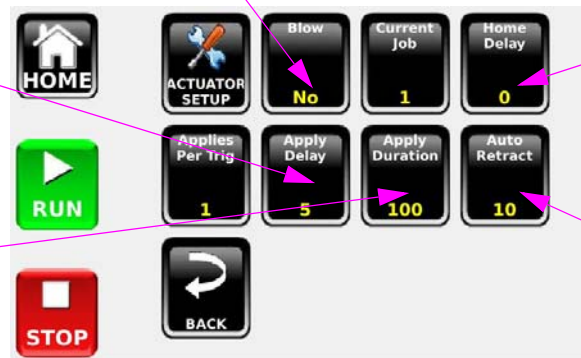 HOME
ACTUATOR
SETUP
Blow
No
Current
Job
1
Home
Delay
0
RUN
Applies
Per Trig
1
Apply
Delay
5
Apply
Duration
100
Auto
Retract
10
STOP
BACK